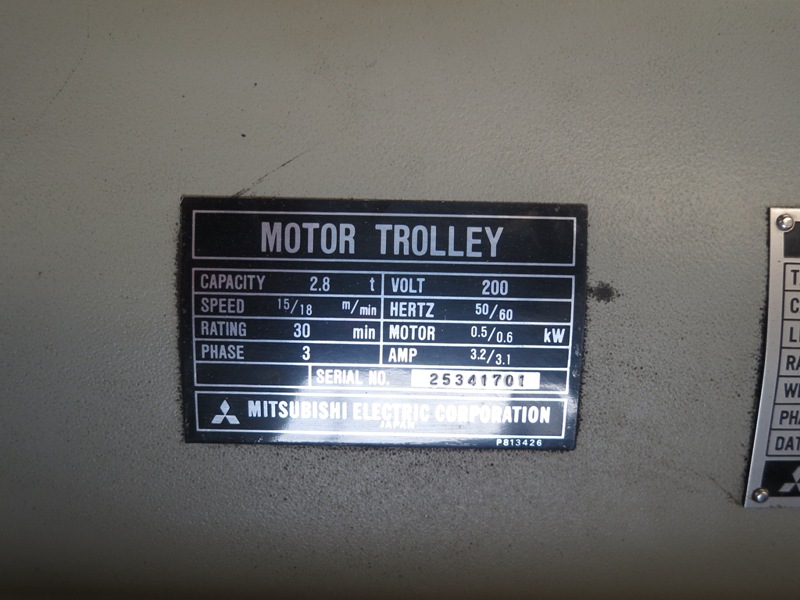 MOTOR TROLLEY
CAPACITY 2.8 t VOLT 200
SPEED 15/18 m/min HERTZ 50/60
RATING 30 min MOTOR 0.5/0.6 kW
PHASE 3 AMP 3.2/3.1
SERIAL NO. 25341701
MITSUBISHI ELECTRIC CORPORATION
JAPAN
P813426